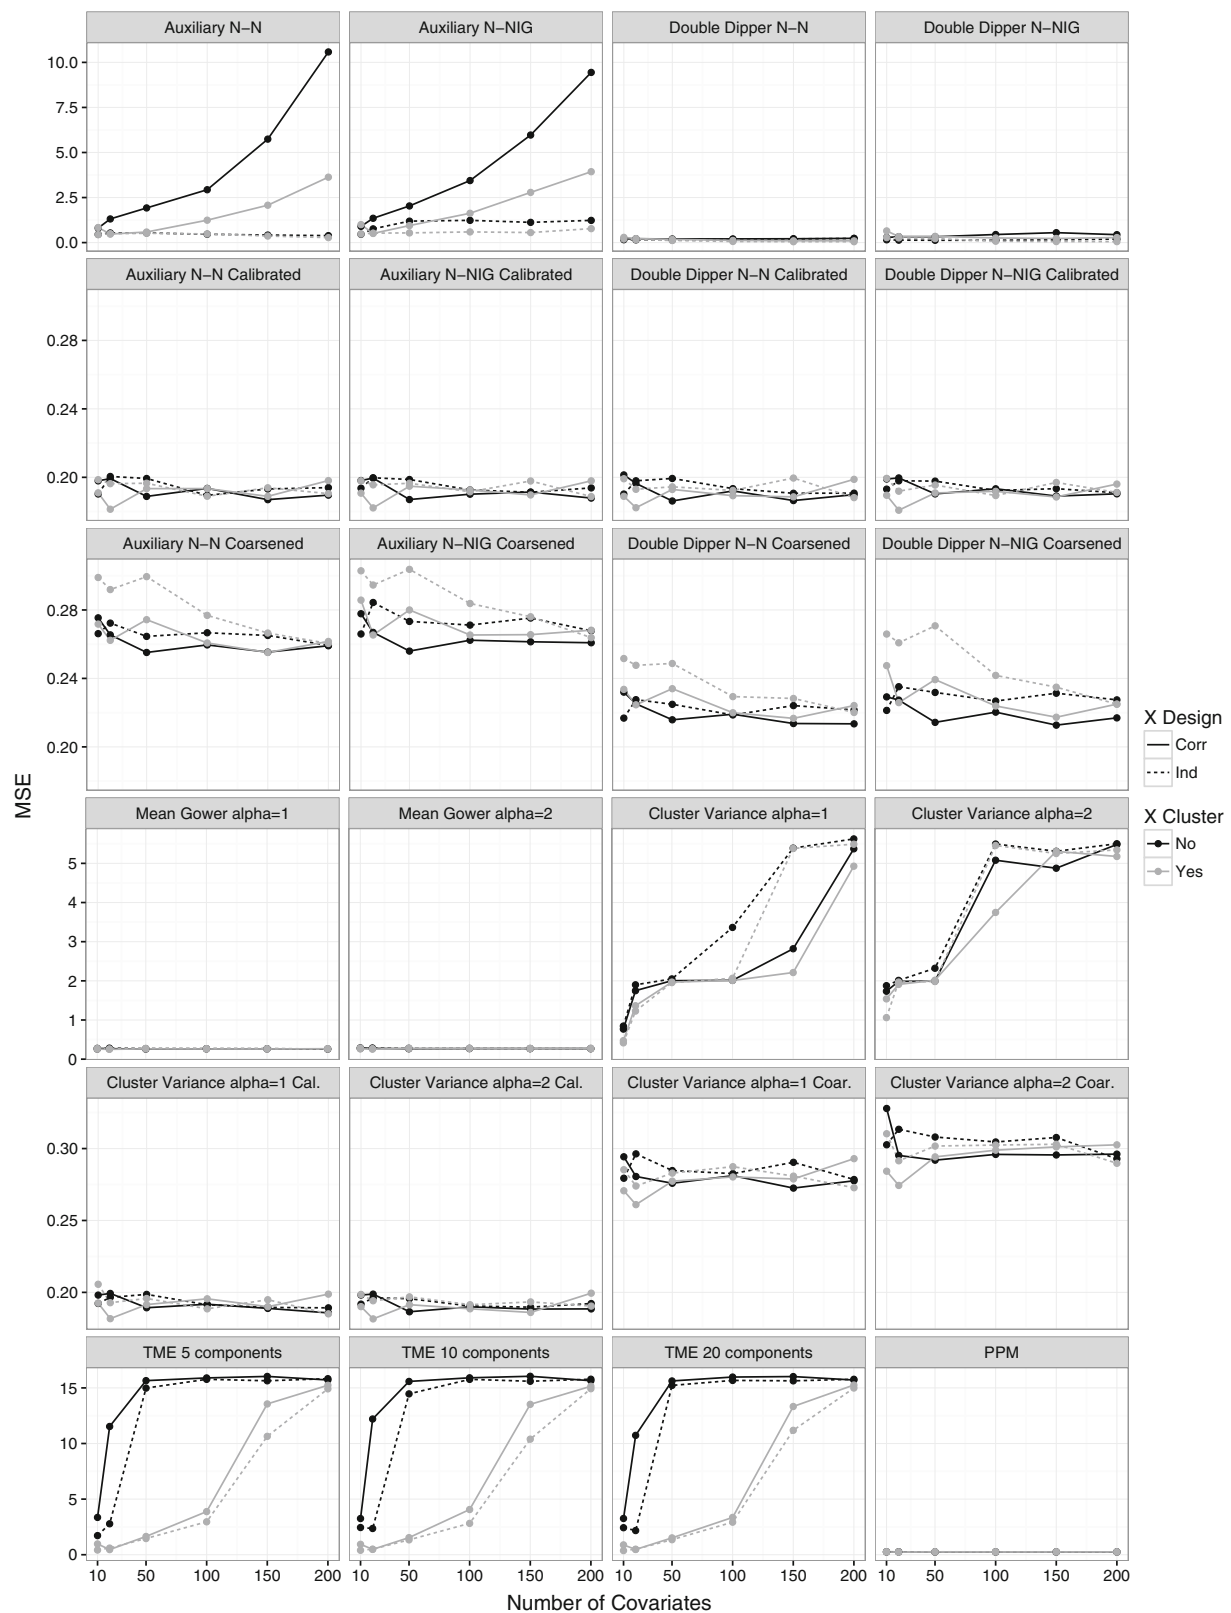 Auxiliary N−N
Auxiliary N−NIG
Double Dipper N−N
Double Dipper N−NIG
10.0
7.5
5.0
2.5
0.0
Auxiliary N−N Calibrated
Auxiliary N−NIG Calibrated
Double Dipper N−N Calibrated
Double Dipper N−NIG Calibrated
0.28
0.24
0.20
Auxiliary N−N Coarsened
Auxiliary N−NIG Coarsened
Double Dipper N−N Coarsened
Double Dipper N−NIG Coarsened
0.28
0.24
0.20
MSE
X Design
Corr
Ind
X Cluster
No
Yes
Mean Gower alpha=1
Mean Gower alpha=2
Cluster Variance alpha=1
Cluster Variance alpha=2
5
4
3
2
1
0
Cluster Variance alpha=1 Cal.
Cluster Variance alpha=2 Cal.
Cluster Variance alpha=1 Coar.
Cluster Variance alpha=2 Coar.
0.30
0.25
0.20
TME 5 components
TME 10 components
TME 20 components
PPM
15
10
5
0
10 50 100 150 200
10 50 100 150 200
10 50 100 150 200
10 50 100 150 200
Number of Covariates